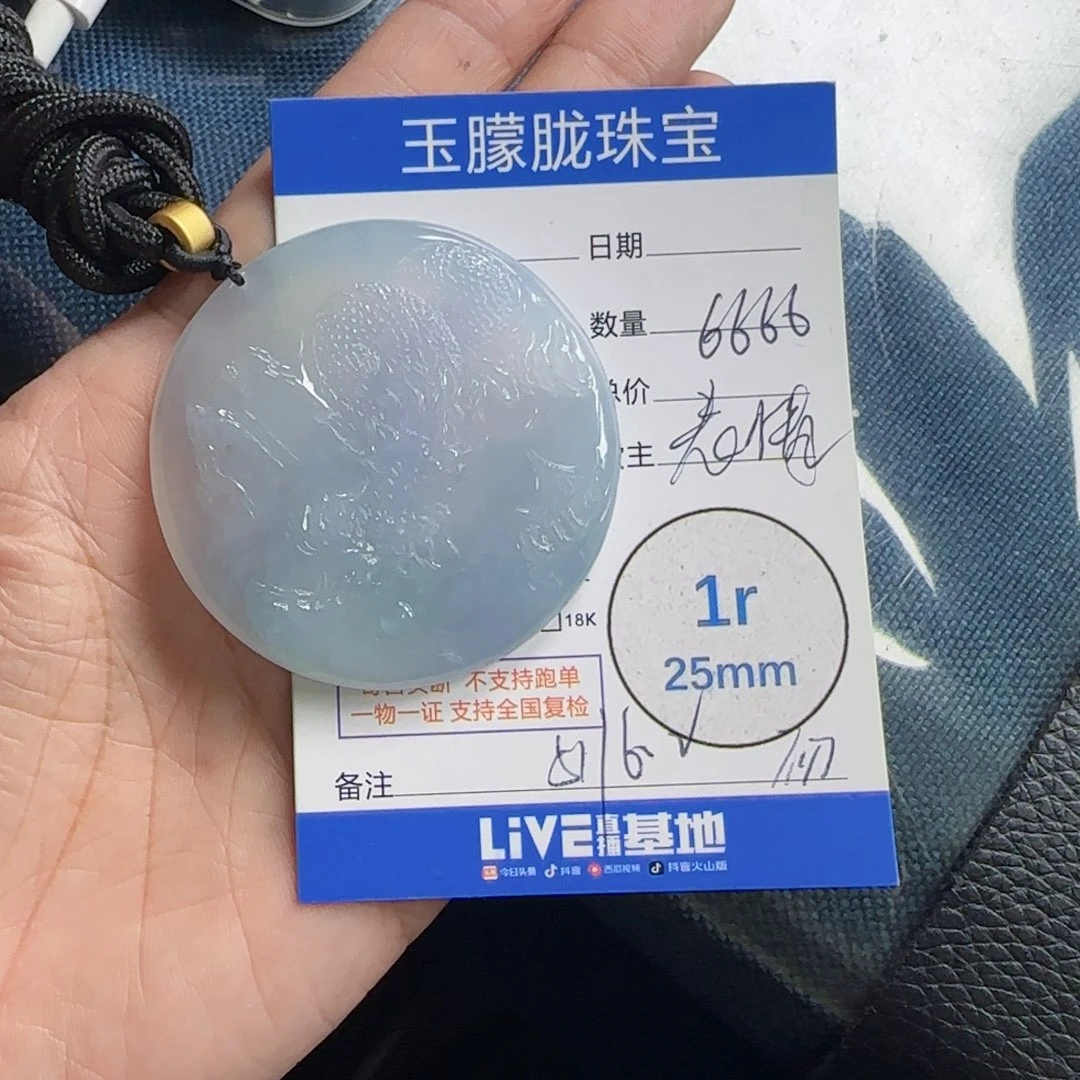 玉朦胧珠宝
日期
数量 6666
总价
主
18K
1r
25mm
不支持跑单
一物一证 支持全国复检
备注
LiVE直播基地
今日头条 抖音 西瓜视频 抖音火山版